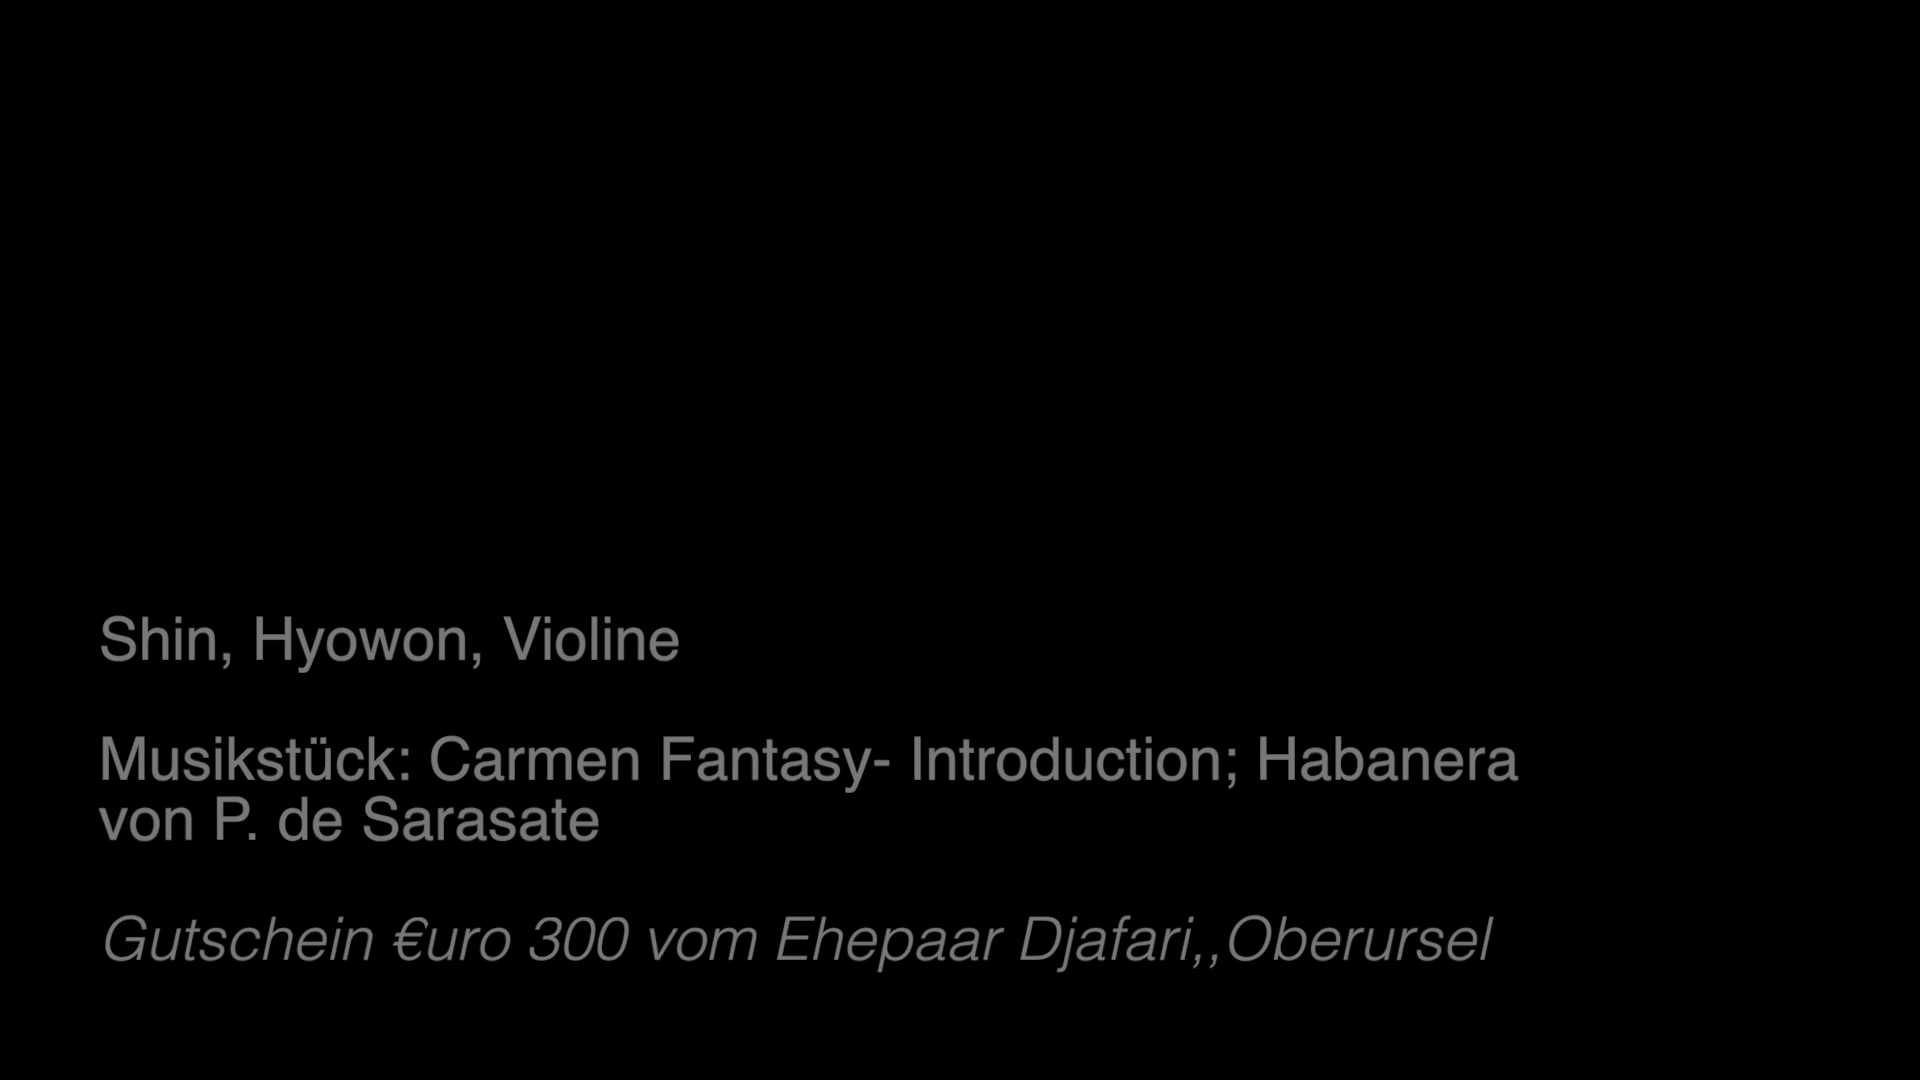 Shin, Hyowon, Violine
Musikstück: Carmen Fantasy- Introduction; Habanera
von P. de Sarasate
Gutschein €uro 300 vom Ehepaar Djafari,,Oberursel